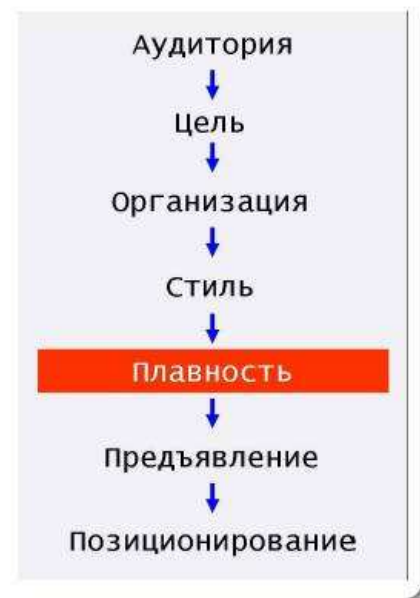 Аудитория
Цель
Организация
Стиль
Плавность
Предъявление
Позиционирование